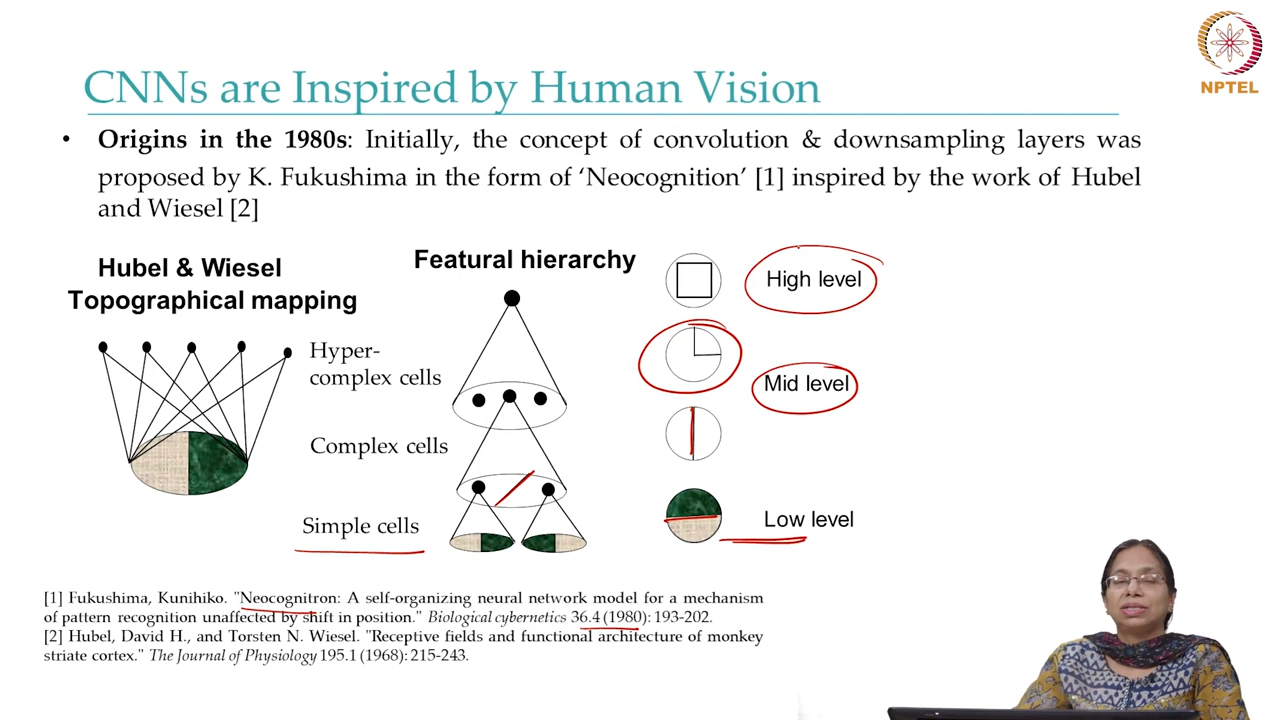 NPTEL
CNNs are Inspired by Human Vision
• Origins in the 1980s: Initially, the concept of convolution & downsampling layers was
proposed by K. Fukushima in the form of ‘Neocognition’ [1] inspired by the work of Hubel
and Wiesel [2]
Hubel & Wiesel
Topographical mapping
Featural hierarchy
High level
Hyper-
complex cells
Mid level
Complex cells
Simple cells
Low level
[1] Fukushima, Kunihiko. "Neocognitron: A self-organizing neural network model for a mechanism
of pattern recognition unaffected by shift in position." Biological cybernetics 36.4 (1980): 193-202.
[2] Hubel, David H., and Torsten N. Wiesel. "Receptive fields and functional architecture of monkey
striate cortex." The Journal of Physiology 195.1 (1968): 215-243.